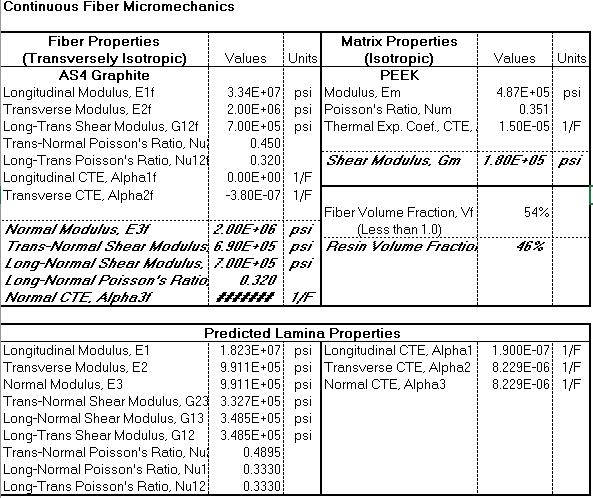 Continuous Fiber Micromechanics
Fiber Properties
(Transversely Isotropic) Values Units
AS4 Graphite
Longitudinal Modulus, E1f 3.34E+07 psi
Transverse Modulus, E2f 2.00E+06 psi
Long-Trans Shear Modulus, G12f 7.00E+05 psi
Trans-Normal Poisson's Ratio, Nu 0.450
Long-Trans Poisson's Ratio, Nu12f 0.320
Longitudinal CTE, Alpha1f 0.00E+00 1/F
Transverse CTE, Alpha2f -3.80E-07 1/F
Normal Modulus, E3f 2.00E+06 psi
Trans-Normal Shear Modulus, 6.90E+05 psi
Long-Normal Shear Modulus, 7.00E+05 psi
Long-Normal Poisson's Ratio 0.320
Normal CTE, Alpha3f ####### 1/F
Matrix Properties
(Isotropic) Values Units
PEEK
Modulus, Em 4.87E+05 psi
Poisson's Ratio, Num 0.351
Thermal Exp. Coef., CTE, 1.50E-05 1/F
Shear Modulus, Gm 1.80E+05 psi
Fiber Volume Fraction, Vf 54%
(Less than 1.0)
Resin Volume Fractio 46%
Predicted Lamina Properties
Longitudinal Modulus, E1 1.823E+07 psi
Transverse Modulus, E2 9.911E+05 psi
Normal Modulus, E3 9.911E+05 psi
Trans-Normal Shear Modulus, G23 3.327E+05 psi
Long-Normal Shear Modulus, G13 3.485E+05 psi
Long-Trans Shear Modulus, G12 3.485E+05 psi
Trans-Normal Poisson's Ratio, Nu2 0.4895
Long-Normal Poisson's Ratio, Nu1 0.3330
Long-Trans Poisson's Ratio, Nu12 0.3330
Longitudinal CTE, Alpha1 1.900E-07 1/F
Transverse CTE, Alpha2 8.229E-06 1/F
Normal CTE, Alpha3 8.229E-06 1/F